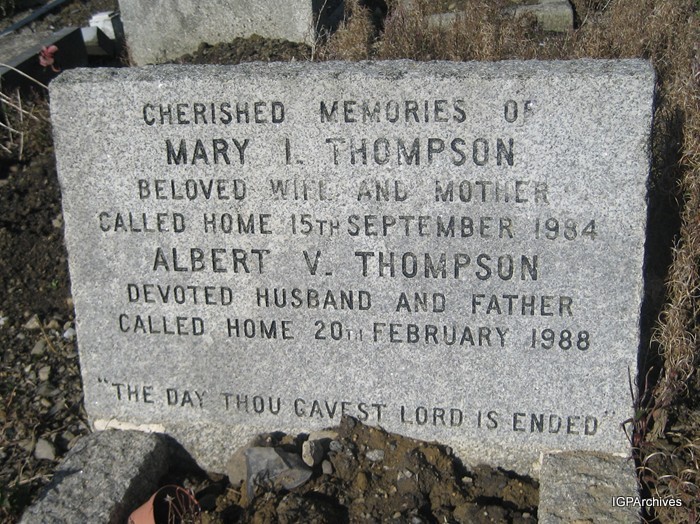 CHERISHED MEMORIES OF
MARY I. THOMPSON
BELOVED WIFE AND MOTHER
CALLED HOME 15TH SEPTEMBER 1984
ALBERT V. THOMPSON
DEVOTED HUSBAND AND FATHER
CALLED HOME 20TH FEBRUARY 1988
"THE DAY THOU GAVEST LORD IS ENDED"
IGPArchives